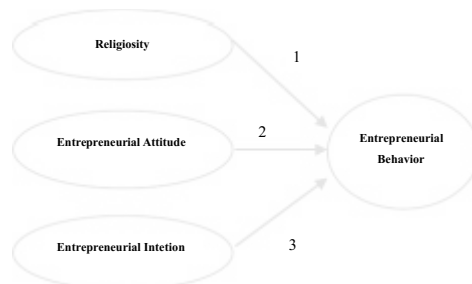 Religiosity
1
Entrepreneurial Attitude
2
Entrepreneurial
Behavior
Entrepreneurial Intetion
3